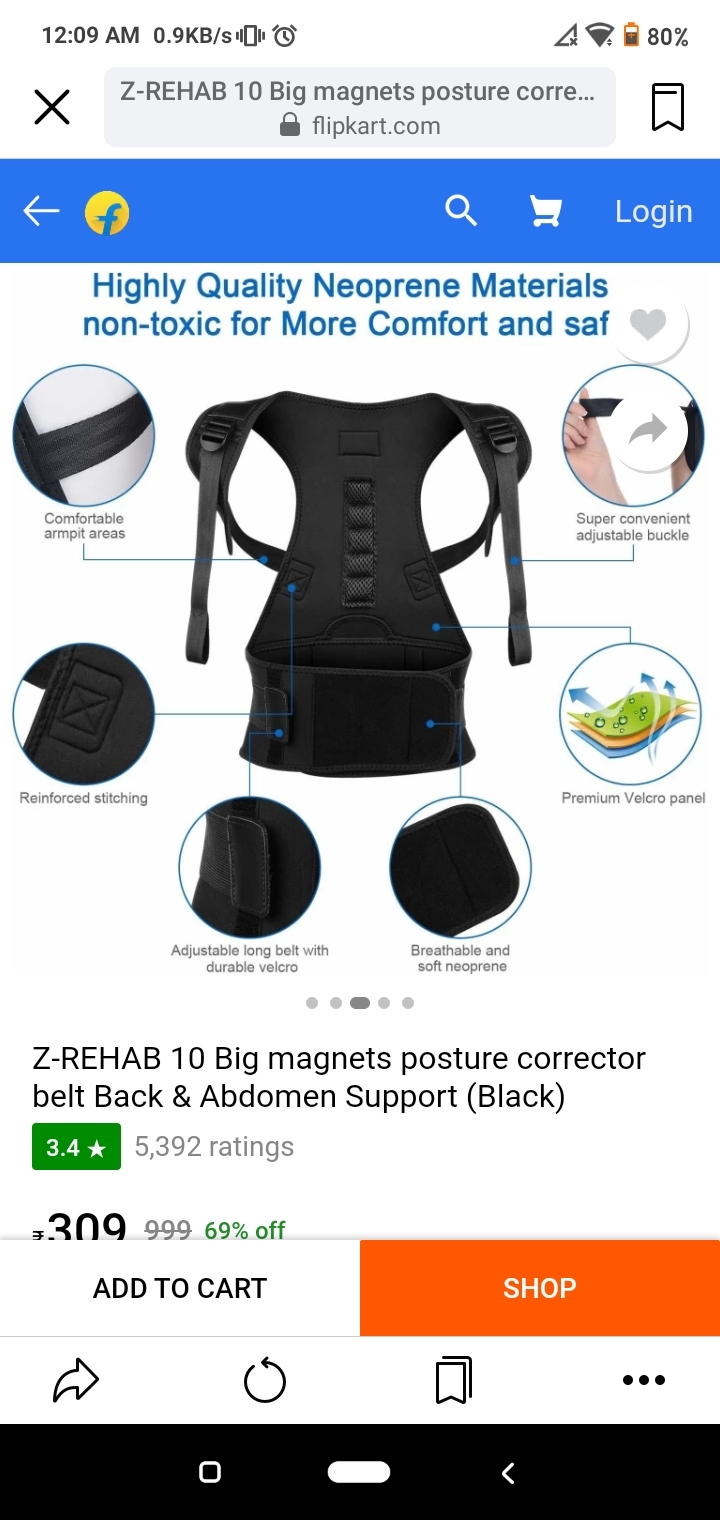 12:09 AM 0.9KB/s 80%
Z-REHAB 10 Big magnets posture corre...
flipkart.com
Login
Highly Quality Neoprene Materials
non-toxic for More Comfort and saf
Comfortable
armpit areas
Super convenient
adjustable buckle
Reinforced stitching
Premium Velcro panel
Adjustable long belt with
durable velcro
Breathable and
soft neoprene
Z-REHAB 10 Big magnets posture corrector
belt Back & Abdomen Support (Black)
3.4 ★ 5,392 ratings
₹309 999 69% off
ADD TO CART SHOP